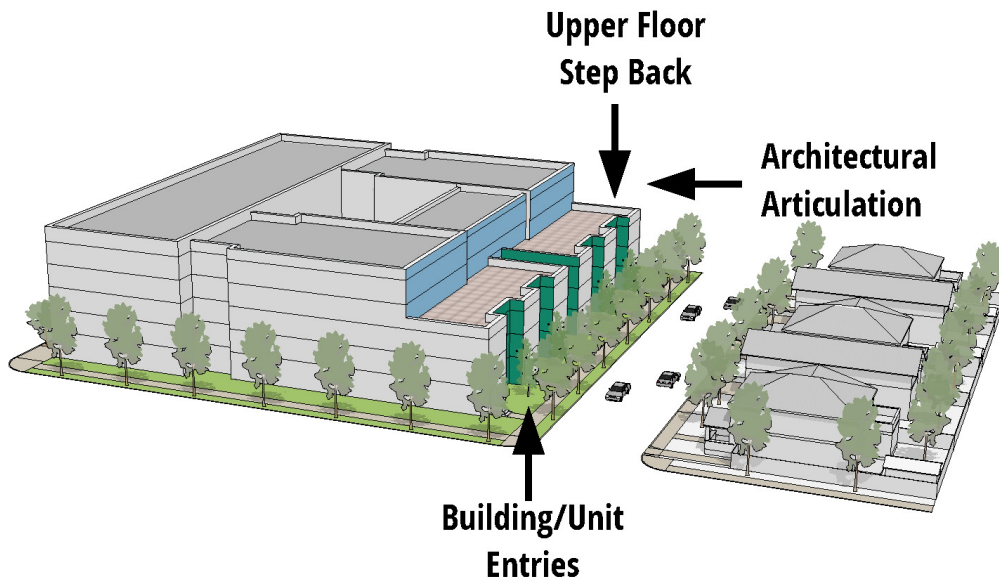 Upper Floor
Step Back
Architectural
Articulation
Building/Unit
Entries